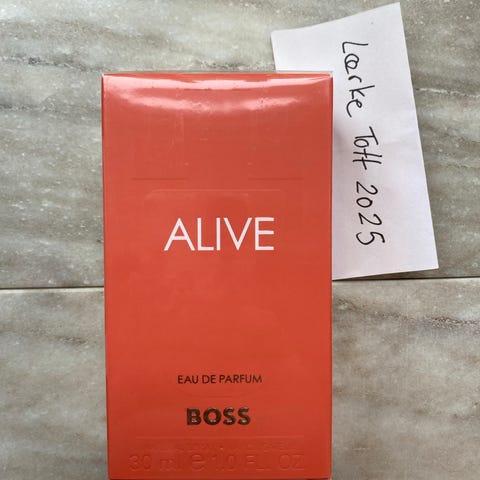 ALIVE
EAU DE PARFUM
BOSS
30 ml e 1.0 FL. OZ
Lærke Toft 2025